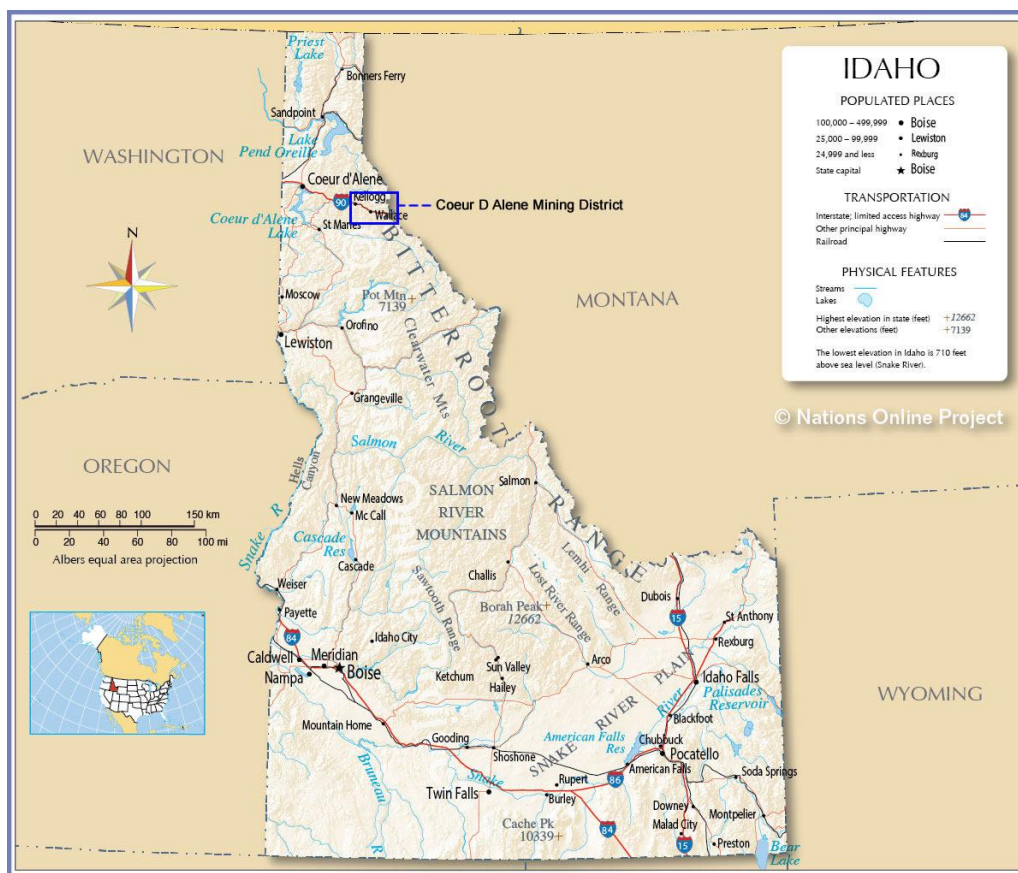 Priest
Lake
Bonners Ferry
Sandpoint
Lake
Pend Oreille
WASHINGTON
Coeur d'Alene
90
Kellogg
Wallace
Coeur D Alene Mining District
Coeur d'Alene
Lake
St Maries
N
BITTERROOT RANGE
MONTANA
Moscow
Pot Mtn
7139
Orofino
Clearwater Mts
Lewiston
Grangeville
Salmon River
OREGON
Hells
Canyon
Salmon
SALMON
RIVER
MOUNTAINS
New Meadows
Mc Call
0 20 40 60 80 100 150 km
0 20 40 60 80 100 mi
Albers equal area projection
Snake R
Cascade
Res
Cascade
Challis
Lemhi Range
Lost River Range
Sawtooth Range
Borah Peak
12662
Weiser
Payette
84
Dubois
15
St Anthony
Rexburg
Idaho City
Caldwell
Meridian
Boise
Nampa
Sun Valley
Ketchum
Hailey
Arco
SNAKE RIVER PLAIN
Idaho Falls
River
Palisades
Reservoir
WYOMING
Blackfoot
Mountain Home
Gooding
Shoshone
American Falls
Res
Chubbuck
Pocatello
American Falls
86
Soda Springs
Bruneau
R
Snake
Twin Falls
Rupert
Burley
Cache Pk
10339
84
Downey
Malad City
15
Montpelier
Preston
Bear
Lake
IDAHO
POPULATED PLACES
100,000 – 499,999 Boise
25,000 – 99,999 Lewiston
24,999 and less Rexburg
State capital Boise
TRANSPORTATION
Interstate; limited access highway 84
Other principal highway
Railroad
PHYSICAL FEATURES
Streams
Lakes
Highest elevation in state (feet) +12662
Other elevations (feet) +7139
The lowest elevation in Idaho is 710 feet
above sea level (Snake River).
© Nations Online Project